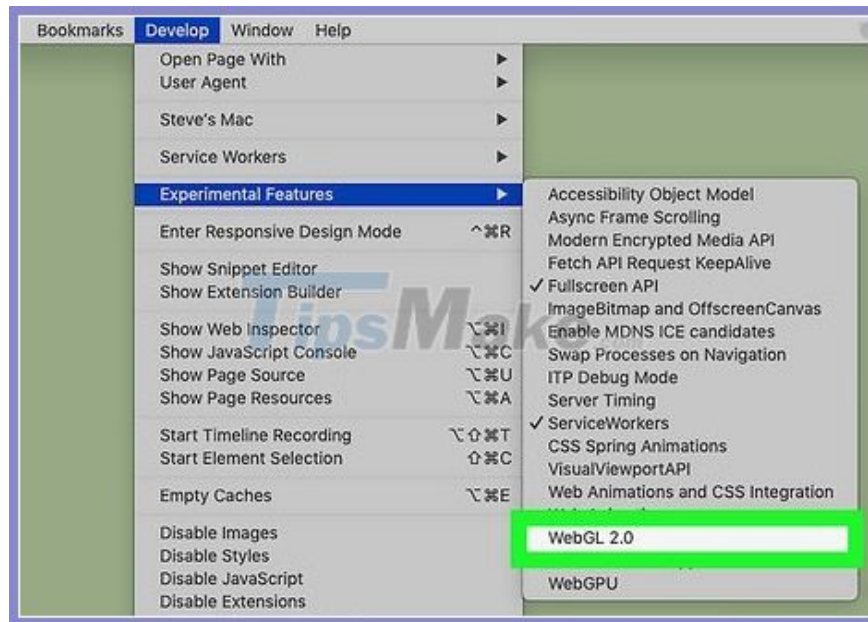 Bookmarks Develop Window Help
Open Page With
User Agent
Steve's Mac
Service Workers
Experimental Features
Enter Responsive Design Mode ^⌘R
Show Snippet Editor
Show Extension Builder
Show Web Inspector ⌥⌘I
Show JavaScript Console ⌥⌘C
Show Page Source ⌥⌘U
Show Page Resources ⌥⌘A
Start Timeline Recording ⌥⇧⌘T
Start Element Selection ⇧⌘C
Empty Caches ⌥⌘E
Disable Images
Disable Styles
Disable JavaScript
Disable Extensions
Accessibility Object Model
Async Frame Scrolling
Modern Encrypted Media API
Fetch API Request KeepAlive
✓ Fullscreen API
ImageBitmap and OffscreenCanvas
Enable MDNS ICE candidates
Swap Processes on Navigation
ITP Debug Mode
Server Timing
✓ ServiceWorkers
CSS Spring Animations
VisualViewportAPI
Web Animations and CSS Integration
WebGL 2.0
WebGPU
TipsMake.com